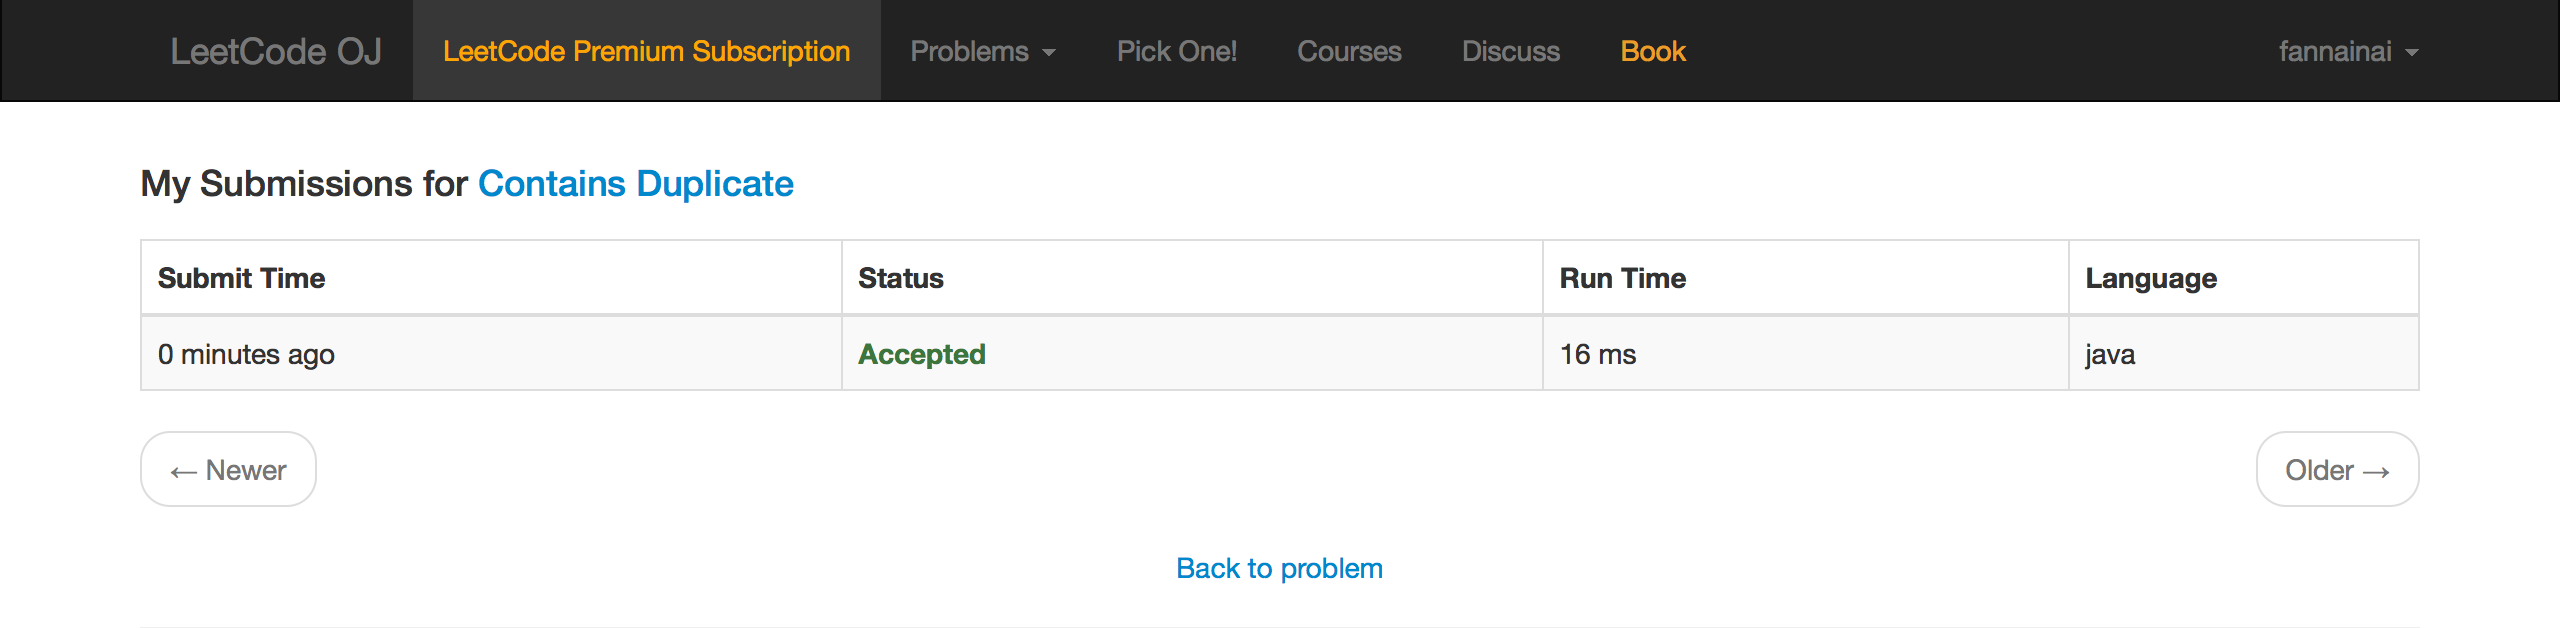 LeetCode OJ LeetCode Premium Subscription Problems Pick One! Courses Discuss Book fannainai
My Submissions for Contains Duplicate
Submit Time Status Run Time Language
0 minutes ago Accepted 16 ms java
← Newer Older →
Back to problem